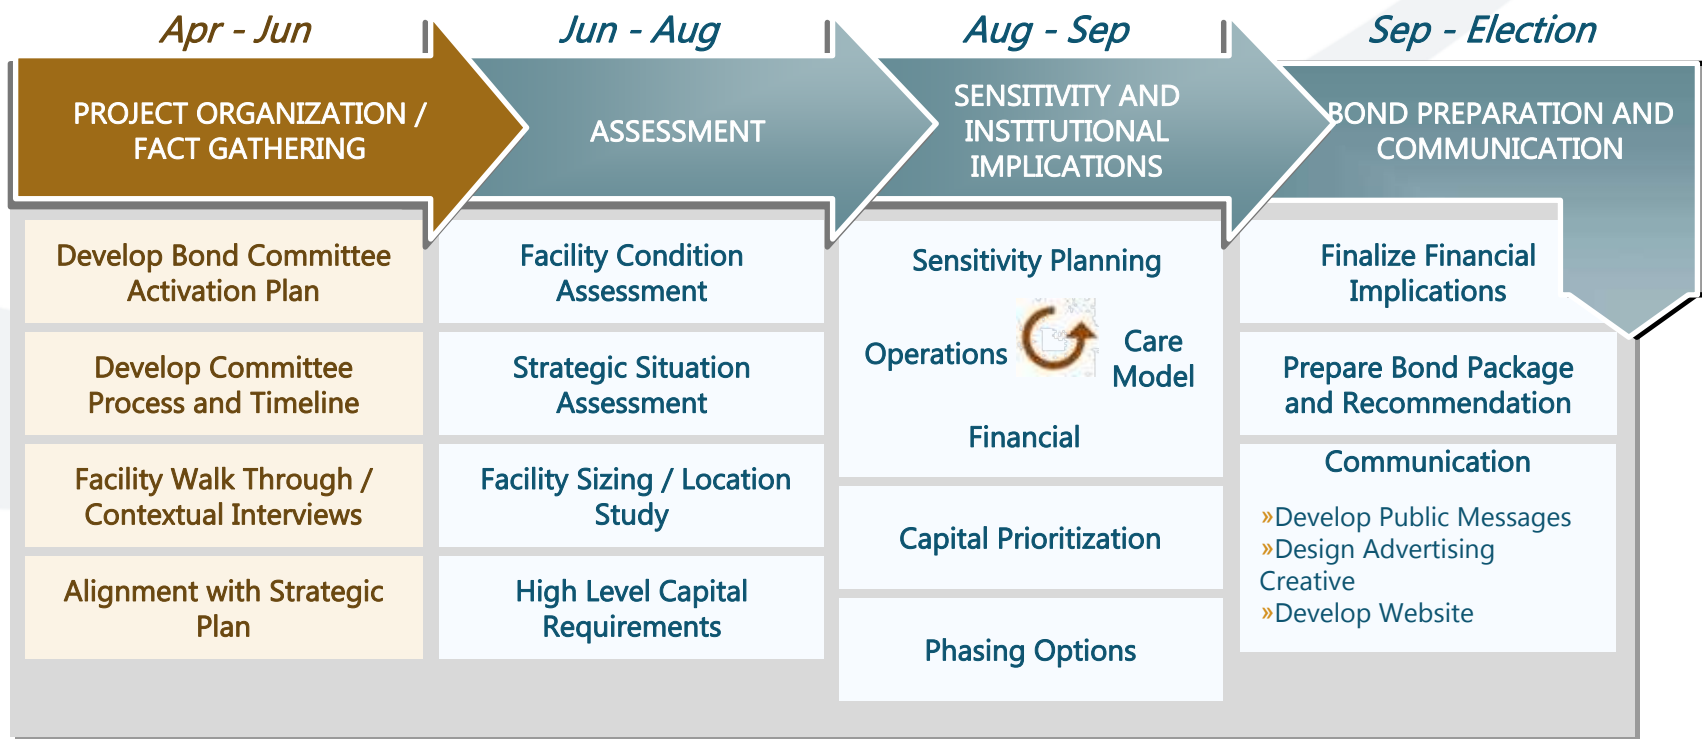 Apr - Jun
Jun - Aug
Aug - Sep
Sep - Election
PROJECT ORGANIZATION /
FACT GATHERING
ASSESSMENT
SENSITIVITY AND
INSTITUTIONAL
IMPLICATIONS
BOND PREPARATION AND
COMMUNICATION
Develop Bond Committee
Activation Plan
Develop Committee
Process and Timeline
Facility Walk Through /
Contextual Interviews
Alignment with Strategic
Plan
Facility Condition
Assessment
Strategic Situation
Assessment
Facility Sizing / Location
Study
High Level Capital
Requirements
Sensitivity Planning
Operations
Care
Model
Financial
Capital Prioritization
Phasing Options
Finalize Financial
Implications
Prepare Bond Package
and Recommendation
Communication
»Develop Public Messages
»Design Advertising
Creative
»Develop Website